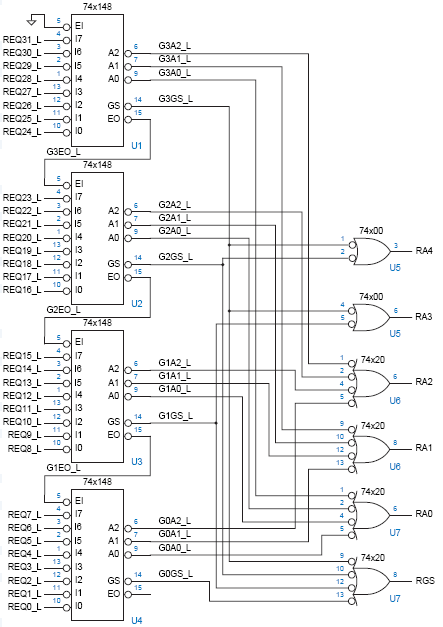 74x148
5 EI
REQ31_L 4 I7
REQ30_L 3 I6 A2 6 G3A2_L
REQ29_L 2 I5 A1 7 G3A1_L
REQ28_L 1 I4 A0 9 G3A0_L
REQ27_L 13 I3
REQ26_L 12 I2 GS 14 G3GS_L
REQ25_L 11 I1 EO 15
REQ24_L 10 I0
U1
G3EO_L
74x148
5 EI
REQ23_L 4 I7
REQ22_L 3 I6 A2 6 G2A2_L
REQ21_L 2 I5 A1 7 G2A1_L
REQ20_L 1 I4 A0 9 G2A0_L
REQ19_L 13 I3
REQ18_L 12 I2 GS 14 G2GS_L
REQ17_L 11 I1 EO 15
REQ16_L 10 I0
U2
G2EO_L
74x148
5 EI
REQ15_L 4 I7
REQ14_L 3 I6 A2 6 G1A2_L
REQ13_L 2 I5 A1 7 G1A1_L
REQ12_L 1 I4 A0 9 G1A0_L
REQ11_L 13 I3
REQ10_L 12 I2 GS 14 G1GS_L
REQ9_L 11 I1 EO 15
REQ8_L 10 I0
U3
G1EO_L
74x148
5 EI
REQ7_L 4 I7
REQ6_L 3 I6 A2 6 G0A2_L
REQ5_L 2 I5 A1 7 G0A1_L
REQ4_L 1 I4 A0 9 G0A0_L
REQ3_L 13 I3
REQ2_L 12 I2 GS 14 G0GS_L
REQ1_L 11 I1 EO 15
REQ0_L 10 I0
U4
74x00
1
2
3 RA4
U5
74x00
4
5
6 RA3
U5
74x20
1
2
4
5
6 RA2
U6
74x20
9
10
12
13
8 RA1
U6
74x20
1
2
4
5
6 RA0
U7
74x20
9
10
12
13
8 RGS
U7